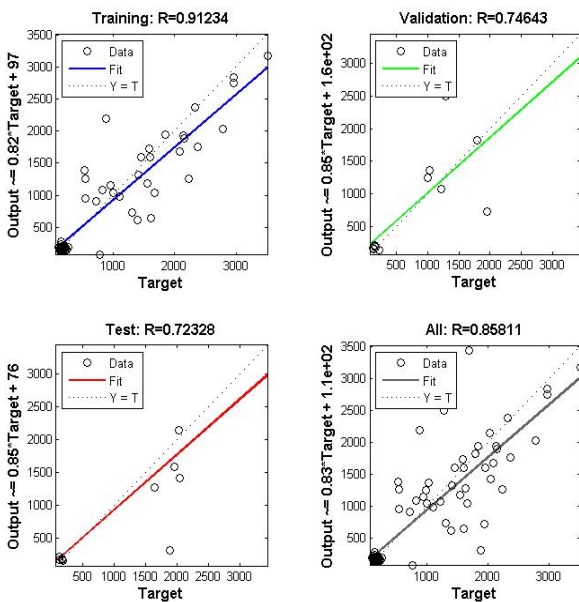 Training: R=0.91234
Output ~= 0.82*Target + 97
3500
3000
2500
2000
1500
1000
500
Data
Fit
Y = T
1000 2000 3000
Target
Validation: R=0.74643
Output ~= 0.85*Target + 1.6e+02
3500
3000
2500
2000
1500
1000
500
Data
Fit
Y = T
500 1000 1500 2000 2500 3000
Target
Test: R=0.72328
Output ~= 0.85*Target + 76
3000
2500
2000
1500
1000
500
Data
Fit
Y = T
500 1000 1500 2000 2500 3000
Target
All: R=0.85811
Output ~= 0.83*Target + 1.1e+02
3500
3000
2500
2000
1500
1000
500
Data
Fit
Y = T
1000 2000 3000
Target